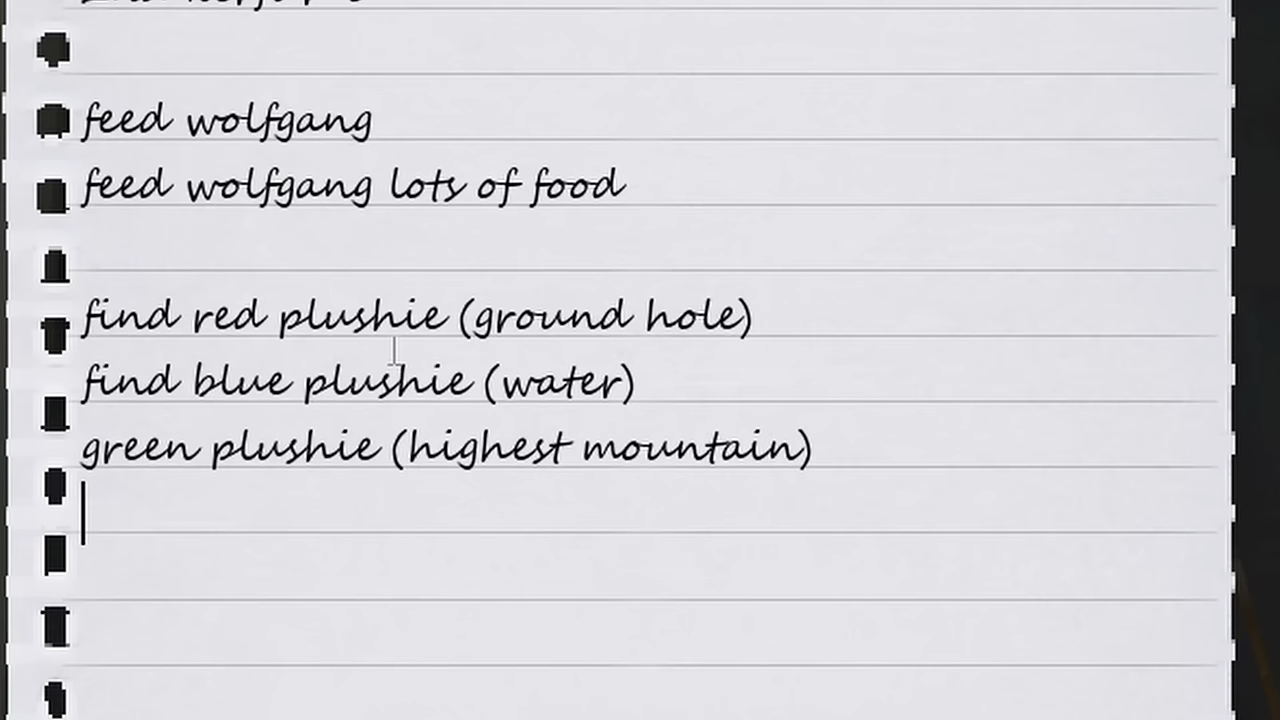 feed wolfgang
feed wolfgang lots of food
find red plushie (ground hole)
find blue plushie (water)
green plushie (highest mountain)